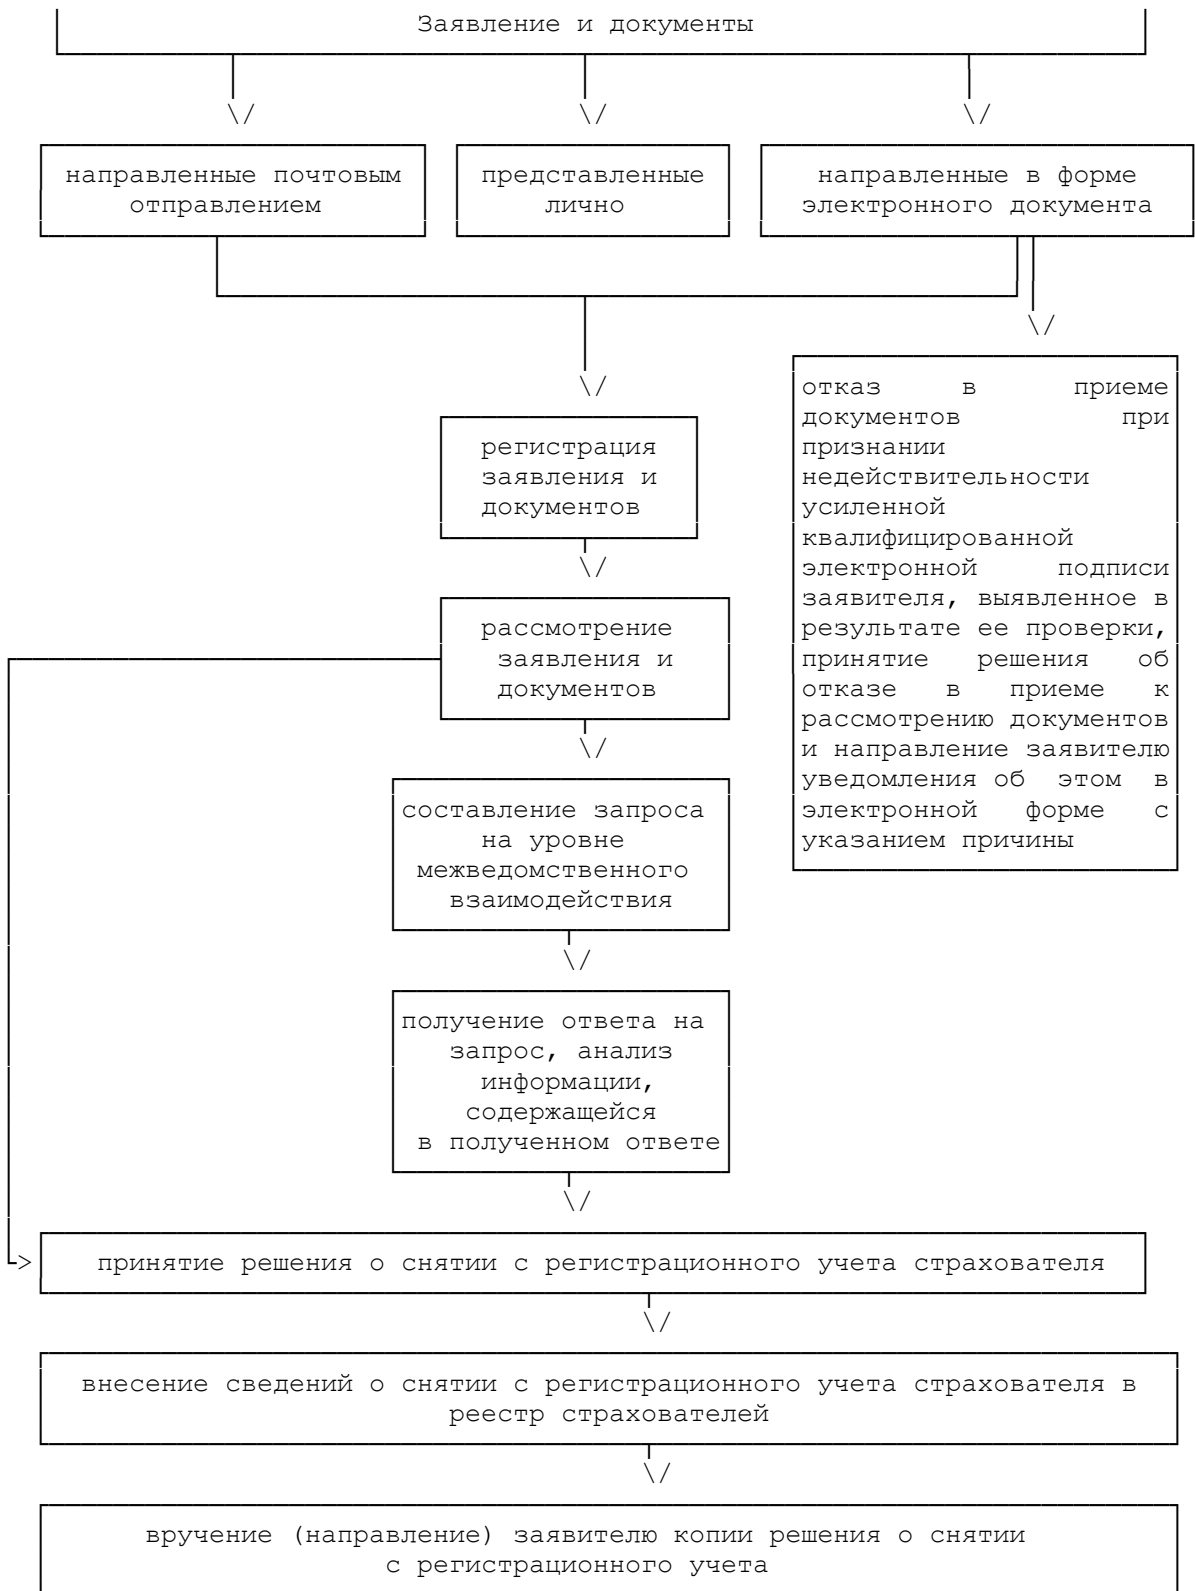 Заявление и документы
\/ \/ \/
направленные почтовым
отправлением
представленные
лично
направленные в форме
электронного документа
\/
\/
регистрация
заявления и
документов
\/
рассмотрение
заявления и
документов
\/
составление запроса
на уровне
межведомственного
взаимодействия
\/
получение ответа на
запрос, анализ
информации,
содержащейся
в полученном ответе
\/
отказ в приеме
документов при
признании
недействительности
усиленной
квалифицированной
электронной подписи
заявителя, выявленное в
результате ее проверки,
принятие решения об
отказе в приеме к
рассмотрению документов
и направление заявителю
уведомления об этом в
электронной форме с
указанием причины
> принятие решения о снятии с регистрационного учета страхователя
\/
внесение сведений о снятии с регистрационного учета страхователя в
реестр страхователей
\/
вручение (направление) заявителю копии решения о снятии
с регистрационного учета